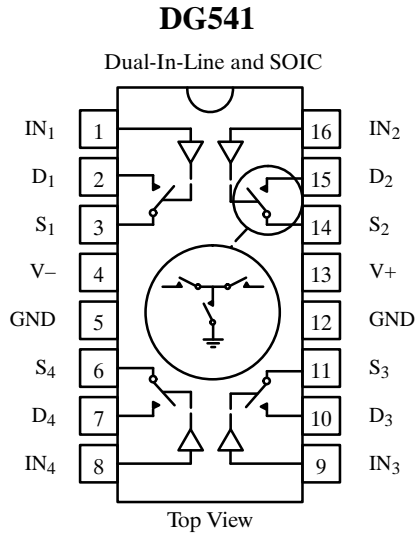 DG541
Dual-In-Line and SOIC
IN1 1 16 IN2
D1 2 15 D2
S1 3 14 S2
V– 4 13 V+
GND 5 12 GND
S4 6 11 S3
D4 7 10 D3
IN4 8 9 IN3
Top View